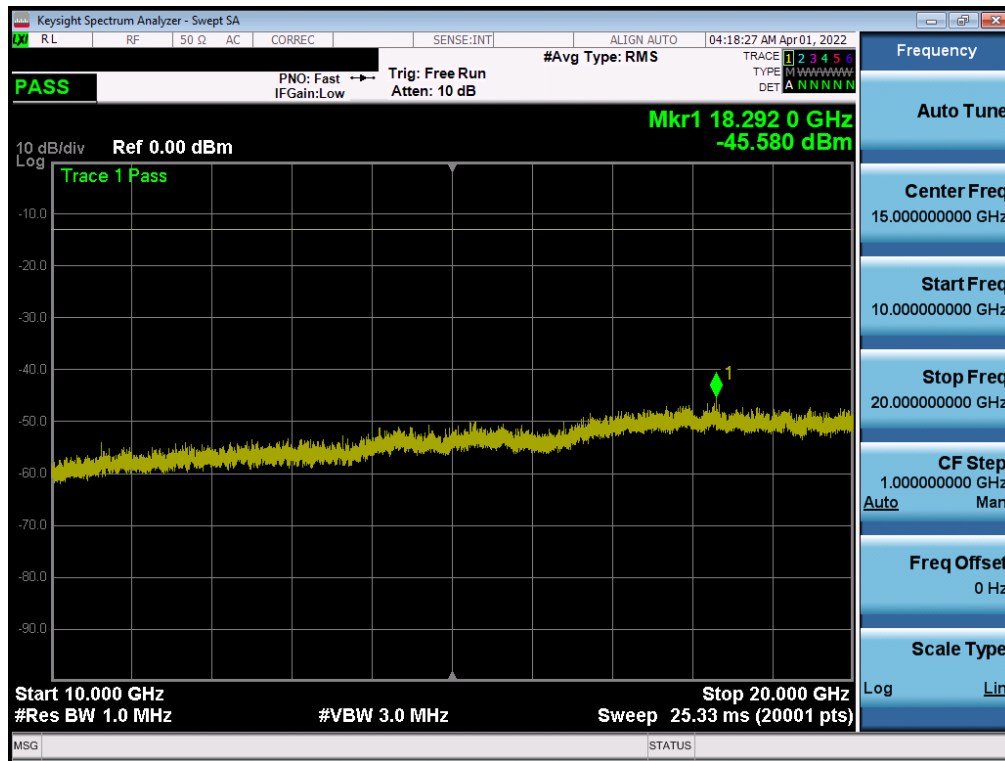 Keysight Spectrum Analyzer - Swept SA
LXI RL RF 50 Ω AC CORREC SENSE:INT ALIGN AUTO 04:18:27 AM Apr 01, 2022
PASS
PNO: Fast
IFGain:Low
Trig: Free Run
Atten: 10 dB
#Avg Type: RMS
TRACE 1 2 3 4 5 6
TYPE M W W W W W
DET A N N N N N
Mkr1 18.292 0 GHz
-45.580 dBm
10 dB/div Ref 0.00 dBm
Log
Trace 1 Pass
-10.0
-20.0
-30.0
-40.0
1
-50.0
-60.0
-70.0
-80.0
-90.0
Start 10.000 GHz Stop 20.000 GHz
#Res BW 1.0 MHz #VBW 3.0 MHz Sweep 25.33 ms (20001 pts)
MSG STATUS
Frequency
Auto Tune
Center Freq
15.000000000 GHz
Start Freq
10.000000000 GHz
Stop Freq
20.000000000 GHz
CF Step
1.000000000 GHz
Auto Man
Freq Offset
0 Hz
Scale Type
Log Lin